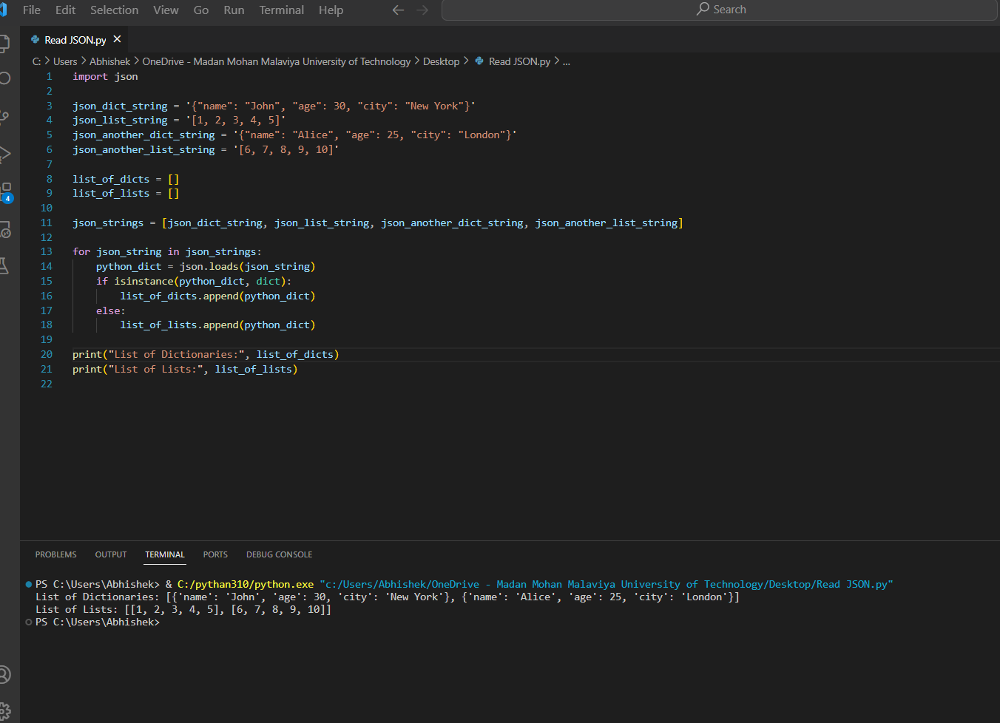 File Edit Selection View Go Run Terminal Help Search
Read JSON.py
C: > Users > Abhishek > OneDrive - Madan Mohan Malaviya University of Technology > Desktop > Read JSON.py > ...
1 import json
2
3 json_dict_string = '{"name": "John", "age": 30, "city": "New York"}'
4 json_list_string = '[1, 2, 3, 4, 5]'
5 json_another_dict_string = '{"name": "Alice", "age": 25, "city": "London"}'
6 json_another_list_string = '[6, 7, 8, 9, 10]'
7
8 list_of_dicts = []
9 list_of_lists = []
10
11 json_strings = [json_dict_string, json_list_string, json_another_dict_string, json_another_list_string]
12
13 for json_string in json_strings:
14     python_dict = json.loads(json_string)
15     if isinstance(python_dict, dict):
16         list_of_dicts.append(python_dict)
17     else:
18         list_of_lists.append(python_dict)
19
20 print("List of Dictionaries:", list_of_dicts)
21 print("List of Lists:", list_of_lists)
22
4
PROBLEMS OUTPUT TERMINAL PORTS DEBUG CONSOLE
PS C:\Users\Abhishek> & C:/pythan310/python.exe "c:/Users/Abhishek/OneDrive - Madan Mohan Malaviya University of Technology/Desktop/Read JSON.py"
List of Dictionaries: [{'name': 'John', 'age': 30, 'city': 'New York'}, {'name': 'Alice', 'age': 25, 'city': 'London'}]
List of Lists: [[1, 2, 3, 4, 5], [6, 7, 8, 9, 10]]
PS C:\Users\Abhishek>